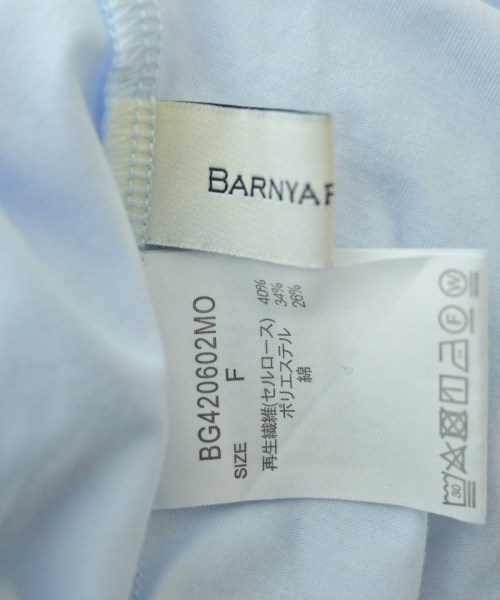 BARNYA
BG420602MO
SIZE F
再生繊維(セルロース) 40%
ポリエステル 34%
綿 26%
30
F
W